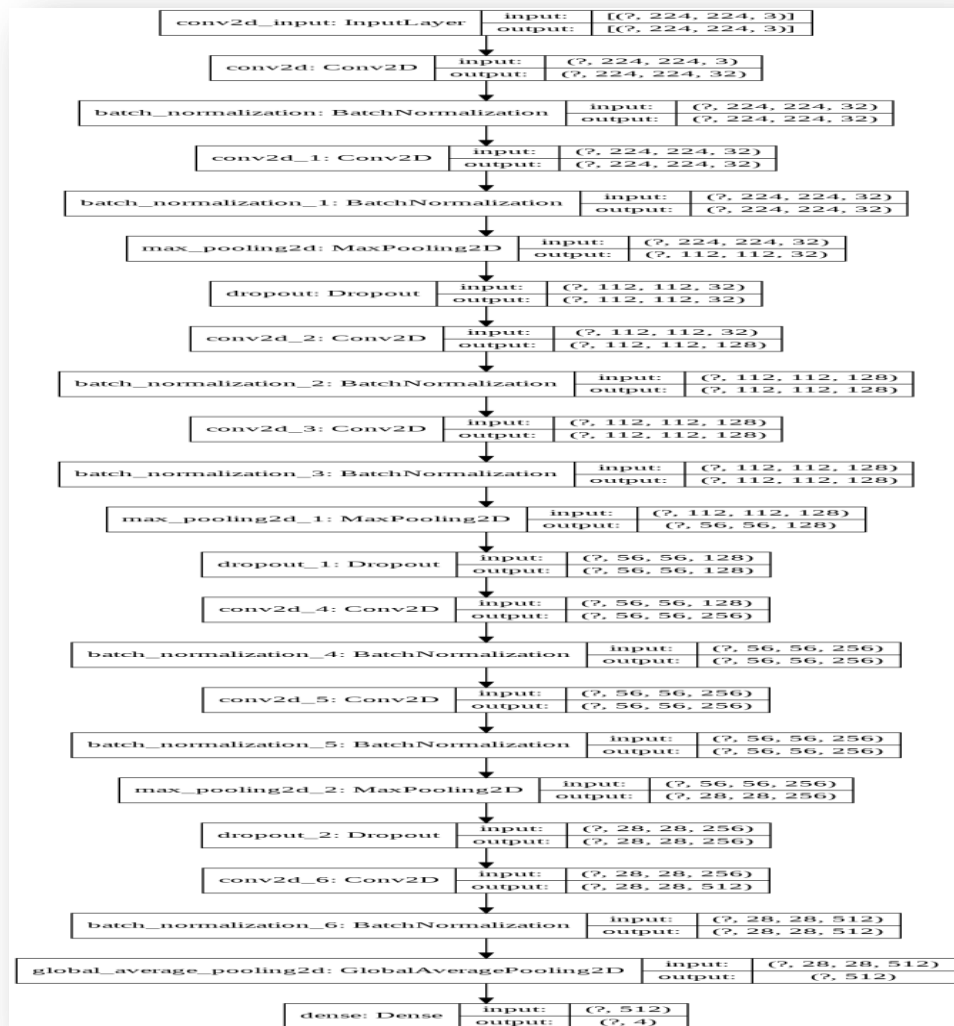 conv2d_input: InputLayer input: [(?, 224, 224, 3)]
output: [(?, 224, 224, 3)]
conv2d: Conv2D input: (?, 224, 224, 3)
output: (?, 224, 224, 32)
batch_normalization: BatchNormalization input: (?, 224, 224, 32)
output: (?, 224, 224, 32)
conv2d_1: Conv2D input: (?, 224, 224, 32)
output: (?, 224, 224, 32)
batch_normalization_1: BatchNormalization input: (?, 224, 224, 32)
output: (?, 224, 224, 32)
max_pooling2d: MaxPooling2D input: (?, 224, 224, 32)
output: (?, 112, 112, 32)
dropout: Dropout input: (?, 112, 112, 32)
output: (?, 112, 112, 32)
conv2d_2: Conv2D input: (?, 112, 112, 32)
output: (?, 112, 112, 128)
batch_normalization_2: BatchNormalization input: (?, 112, 112, 128)
output: (?, 112, 112, 128)
conv2d_3: Conv2D input: (?, 112, 112, 128)
output: (?, 112, 112, 128)
batch_normalization_3: BatchNormalization input: (?, 112, 112, 128)
output: (?, 112, 112, 128)
max_pooling2d_1: MaxPooling2D input: (?, 112, 112, 128)
output: (?, 56, 56, 128)
dropout_1: Dropout input: (?, 56, 56, 128)
output: (?, 56, 56, 128)
conv2d_4: Conv2D input: (?, 56, 56, 128)
output: (?, 56, 56, 256)
batch_normalization_4: BatchNormalization input: (?, 56, 56, 256)
output: (?, 56, 56, 256)
conv2d_5: Conv2D input: (?, 56, 56, 256)
output: (?, 56, 56, 256)
batch_normalization_5: BatchNormalization input: (?, 56, 56, 256)
output: (?, 56, 56, 256)
max_pooling2d_2: MaxPooling2D input: (?, 56, 56, 256)
output: (?, 28, 28, 256)
dropout_2: Dropout input: (?, 28, 28, 256)
output: (?, 28, 28, 256)
conv2d_6: Conv2D input: (?, 28, 28, 256)
output: (?, 28, 28, 512)
batch_normalization_6: BatchNormalization input: (?, 28, 28, 512)
output: (?, 28, 28, 512)
global_average_pooling2d: GlobalAveragePooling2D input: (?, 28, 28, 512)
output: (?, 512)
dense: Dense input: (?, 512)
output: (?, 4)